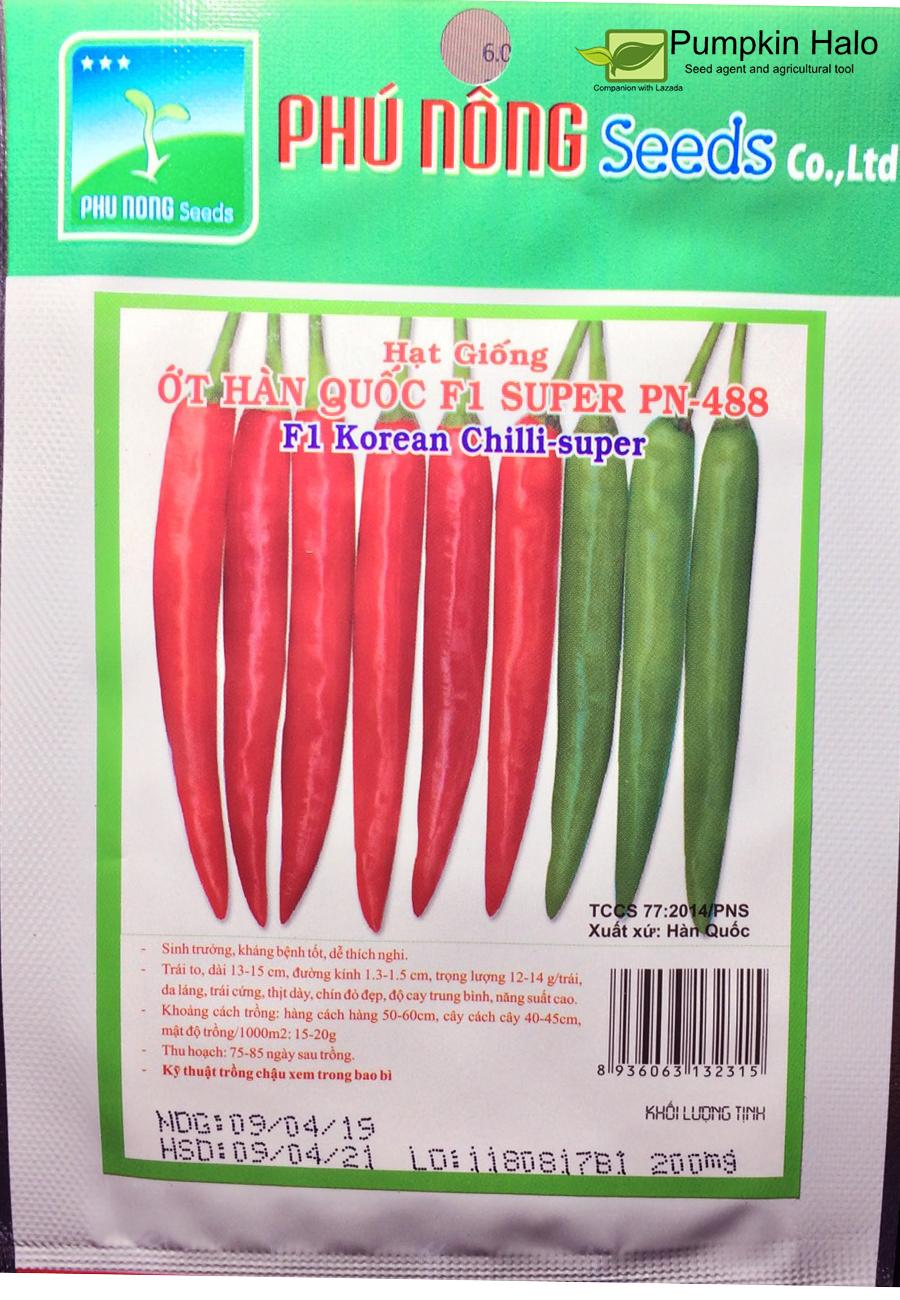 6.0
Pumpkin Halo
Seed agent and agricultural tool
Companion with Lazada
PHÚ NÔNG Seeds Co.,Ltd
PHU NONG Seeds
Hạt Giống
ỚT HÀN QUỐC F1 SUPER PN-488
F1 Korean Chilli-super
TCCS 77:2014/PNS
Xuất xứ: Hàn Quốc
- Sinh trưởng, kháng bệnh tốt, dễ thích nghi.
- Trái to, dài 13-15 cm, đường kính 1.3-1.5 cm, trọng lượng 12-14 g/trái,
da láng, trái cứng, thịt dày, chín đỏ đẹp, độ cay trung bình, năng suất cao.
- Khoảng cách trồng: hàng cách hàng 50-60cm, cây cách cây 40-45cm,
mật độ trồng/1000m2: 15-20g
- Thu hoạch: 75-85 ngày sau trồng.
- Kỹ thuật trồng chậu xem trong bao bì
8 936063 132315
KHỐI LƯỢNG TỊNH
NDG:09/04/19
HSD:09/04/21 LO:1180817B1 200mg